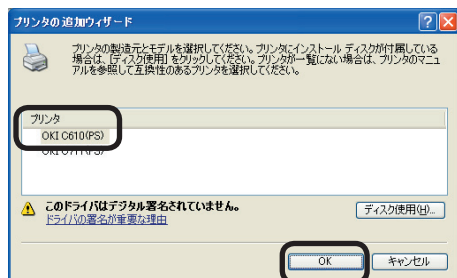 プリンタの追加ウィザード
プリンタの製造元とモデルを選択してください。プリンタにインストール ディスクが付属している
場合は、[ディスク使用] をクリックしてください。プリンタが一覧にない場合は、プリンタのマニュ
アルを参照して互換性のあるプリンタを選択してください。
プリンタ
OKI C610(PS)
OKI C711(PS)
このドライバはデジタル署名されていません。
ディスク使用(H)...
ドライバの署名が重要な理由
OK
キャンセル